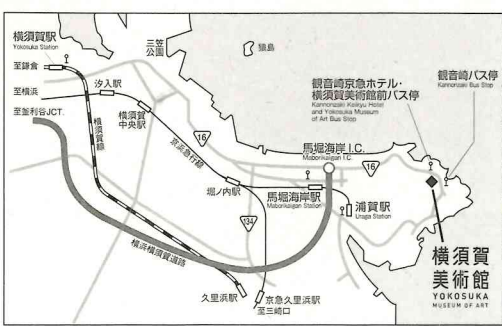 横須賀駅
Yokosuka Station
至鎌倉
至横浜
至釜利谷JCT.
汐入駅
横須賀
中央駅
三笠
公園
猿島
横須賀線
京浜急行線
16
観音崎京急ホテル・
横須賀美術館前バス停
Kannonzaki Keikyu Hotel
and Yokosuka Museum
of Art Bus Stop
観音崎バス停
Kannonzaki Bus Stop
馬堀海岸 I.C.
Maborikaigan I.C.
16
堀ノ内駅
馬堀海岸駅
Maborikaigan Station
浦賀駅
Uraga Station
134
横浜横須賀道路
久里浜駅
京急久里浜駅
至三崎口
横須賀
美術館
YOKOSUKA
MUSEUM OF ART